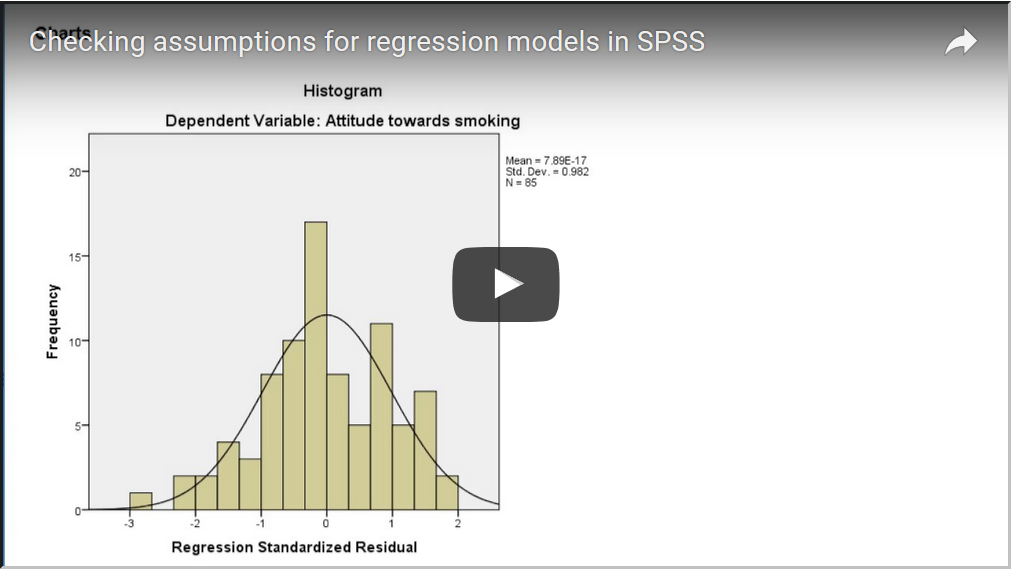 Charts
Checking assumptions for regression models in SPSS
Histogram
Dependent Variable: Attitude towards smoking
Mean = 7.89E-17
Std. Dev. = 0.982
N = 85
Frequency
20
15
10
5
0
-3 -2 -1 0 1 2
Regression Standardized Residual